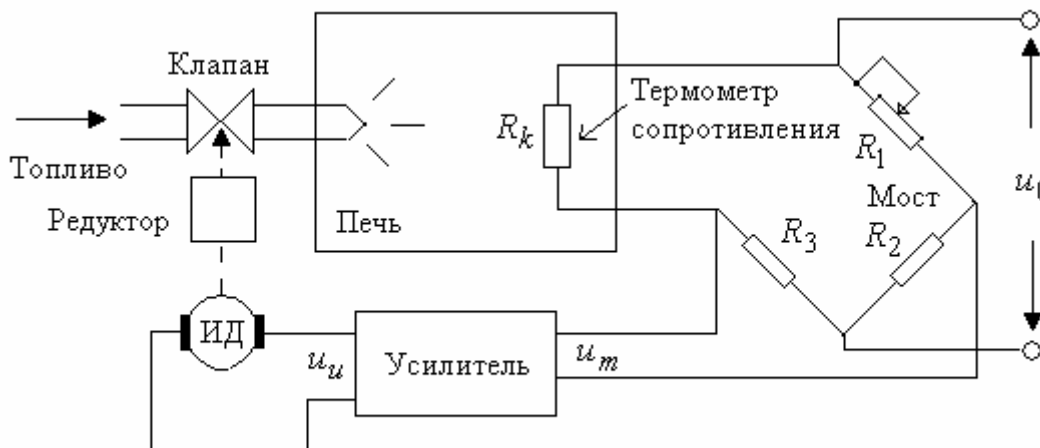 Клапан
Топливо
Редуктор
ИД
Печь
R_k
Термометр
сопротивления
R_1
Мост
R_2
R_3
u_u
Усилитель
u_m